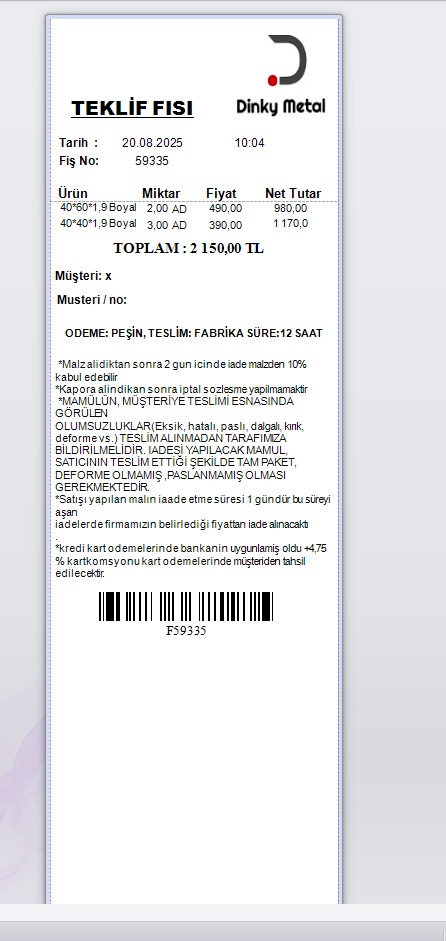 Dinky Metal
TEKLİF FISI
Tarih : 20.08.2025 10:04
Fiş No: 59335
Ürün Miktar Fiyat Net Tutar
40*60*1,9 Boyal 2,00 AD 490,00 980,00
40*40*1,9 Boyal 3,00 AD 390,00 1 170,0
TOPLAM : 2 150,00 TL
Müşteri: x
Musteri / no:
ODEME: PEŞİN, TESLİM: FABRİKA SÜRE:12 SAAT
*Malzalidiktan sonra 2 gun icinde iade malzden 10%
kabul edebilir
*Kapora alindikan sonra iptal sozlesme yapilmamaktir
*MAMÜLÜN, MÜŞTERİYE TESLİMİ ESNASINDA
GÖRÜLEN
OLUMSUZLUKLAR(Eksik, hatalı, paslı, dalgalı, kırık,
deforme vs.) TESLİM ALINMADAN TARAFIMIZA
BİLDİRİLMELİDİR. IADESİ YAPILACAK MAMUL,
SATICININ TESLİM ETTİĞİ ŞEKİLDE TAM PAKET,
DEFORME OLMAMIŞ ,PASLANMAMIŞ OLMASI
GEREKMEKTEDİR.
*Satışı yapılan malın iaade etme süresi 1 gündür bu süreyi
aşan
iadelerde firmamızın belirlediği fiyattan iade alınacaktı
.
*kredi kart odemelerinde bankanin uygunlamiş oldu +4,75
% kartkomsyonu kart odemelerinde müşteriden tahsil
edilecektir.
F59335